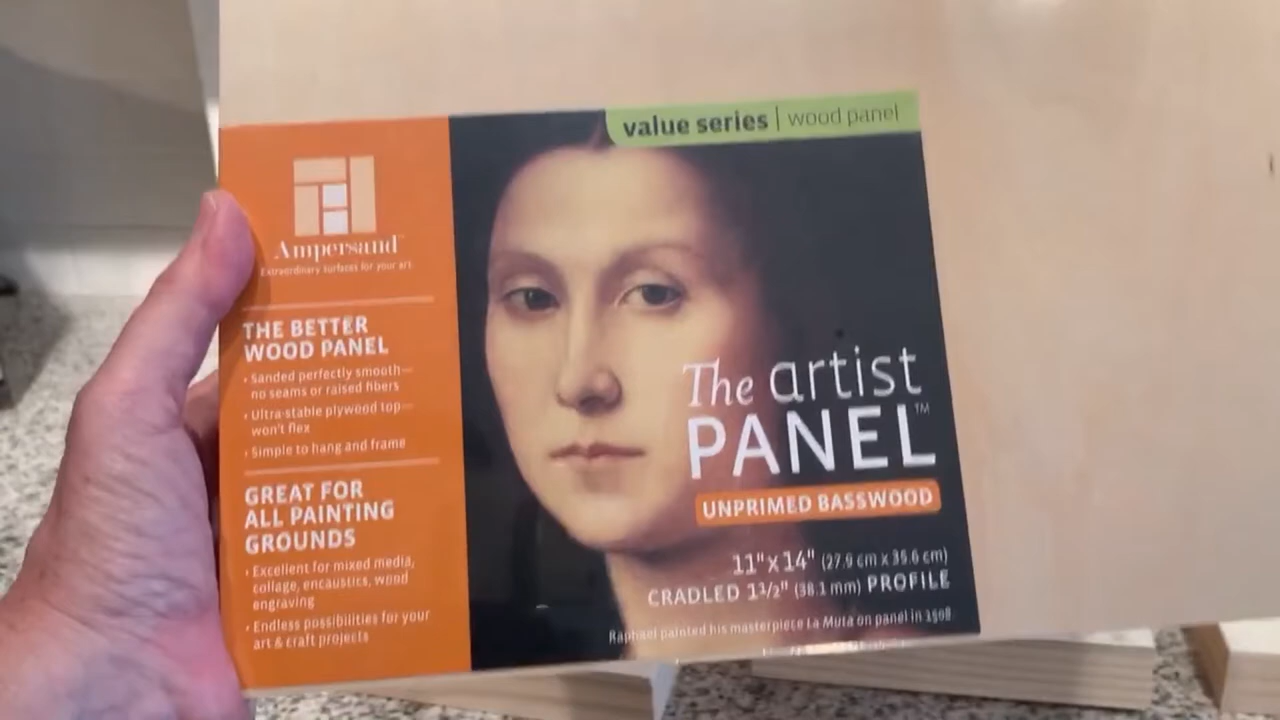 value series | wood panel
Ampersand™
Extraordinary surfaces for your art
THE BETTER
WOOD PANEL
• Sanded perfectly smooth—
no seams or raised fibers
• Ultra-stable plywood top—
won't flex
• Simple to hang and frame
GREAT FOR
ALL PAINTING
GROUNDS
• Excellent for mixed media,
collage, encaustics, wood
engraving
• Endless possibilities for your
art & craft projects
The artist
PANEL™
UNPRIMED BASSWOOD
11" x 14" (27.9 cm x 35.6 cm)
CRADLED 1½" (38.1 mm) PROFILE
Raphael painted his masterpiece La Muta on panel in 1508